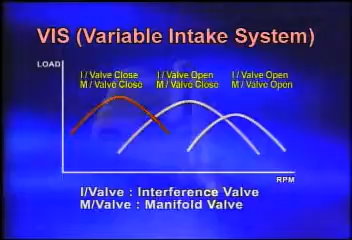 VIS (Variable Intake System)
LOAD
I / Valve Close I / Valve Open I / Valve Open
M / Valve Close M / Valve Close M / Valve Open
RPM
I/Valve : Interference Valve
M/Valve : Manifold Valve